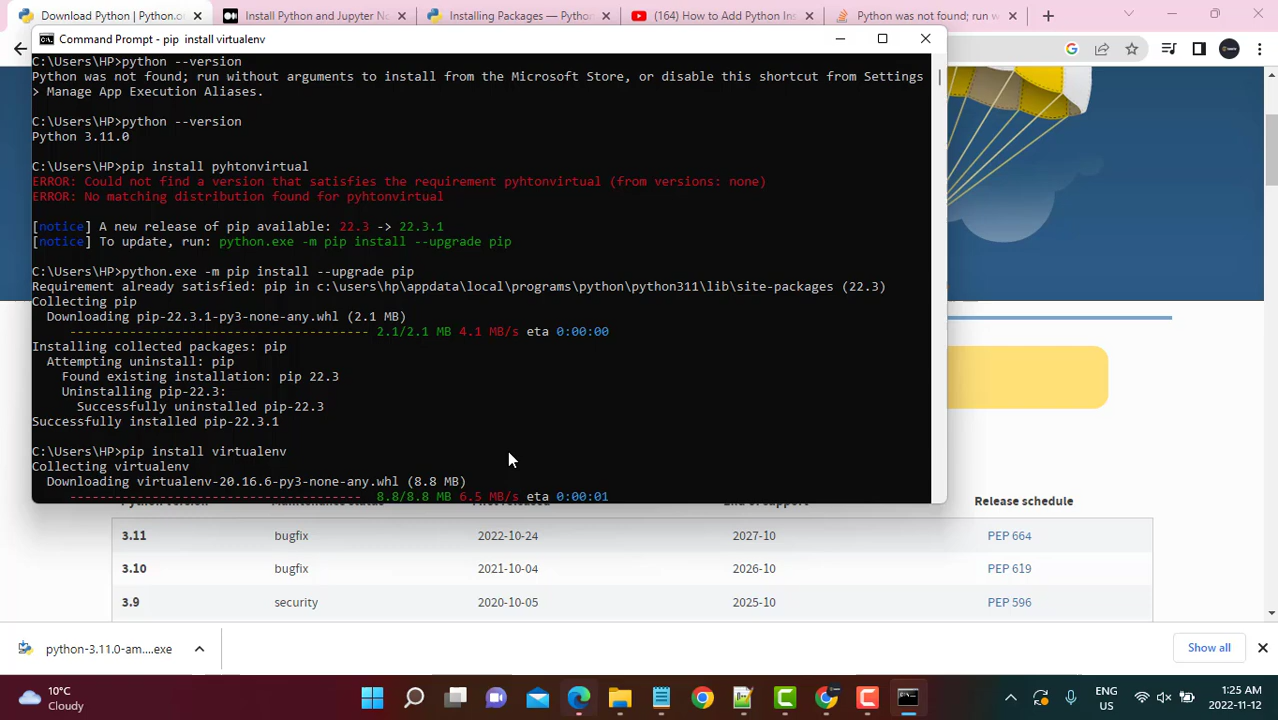 Download Python | Python.o
Install Python and Jupyter No
Installing Packages — Python
(164) How to Add Python Ins
Python was not found; run w
Command Prompt - pip  install virtualenv
C:\Users\HP>python --version
Python was not found; run without arguments to install from the Microsoft Store, or disable this shortcut from Settings
> Manage App Execution Aliases.
C:\Users\HP>python --version
Python 3.11.0
C:\Users\HP>pip install pyhtonvirtual
ERROR: Could not find a version that satisfies the requirement pyhtonvirtual (from versions: none)
ERROR: No matching distribution found for pyhtonvirtual
[notice] A new release of pip available: 22.3 -> 22.3.1
[notice] To update, run: python.exe -m pip install --upgrade pip
C:\Users\HP>python.exe -m pip install --upgrade pip
Requirement already satisfied: pip in c:\users\hp\appdata\local\programs\python\python311\lib\site-packages (22.3)
Collecting pip
Downloading pip-22.3.1-py3-none-any.whl (2.1 MB)
---------------------------------------- 2.1/2.1 MB 4.1 MB/s eta 0:00:00
Installing collected packages: pip
Attempting uninstall: pip
Found existing installation: pip 22.3
Uninstalling pip-22.3:
Successfully uninstalled pip-22.3
Successfully installed pip-22.3.1
C:\Users\HP>pip install virtualenv
Collecting virtualenv
Downloading virtualenv-20.16.6-py3-none-any.whl (8.8 MB)
--------------------------------------- 8.8/8.8 MB 6.5 MB/s eta 0:00:01
Release schedule
3.11 bugfix 2022-10-24 2027-10 PEP 664
3.10 bugfix 2021-10-04 2026-10 PEP 619
3.9 security 2020-10-05 2025-10 PEP 596
python-3.11.0-am....exe
Show all
10°C
Cloudy
ENG
US
1:25 AM
2022-11-12